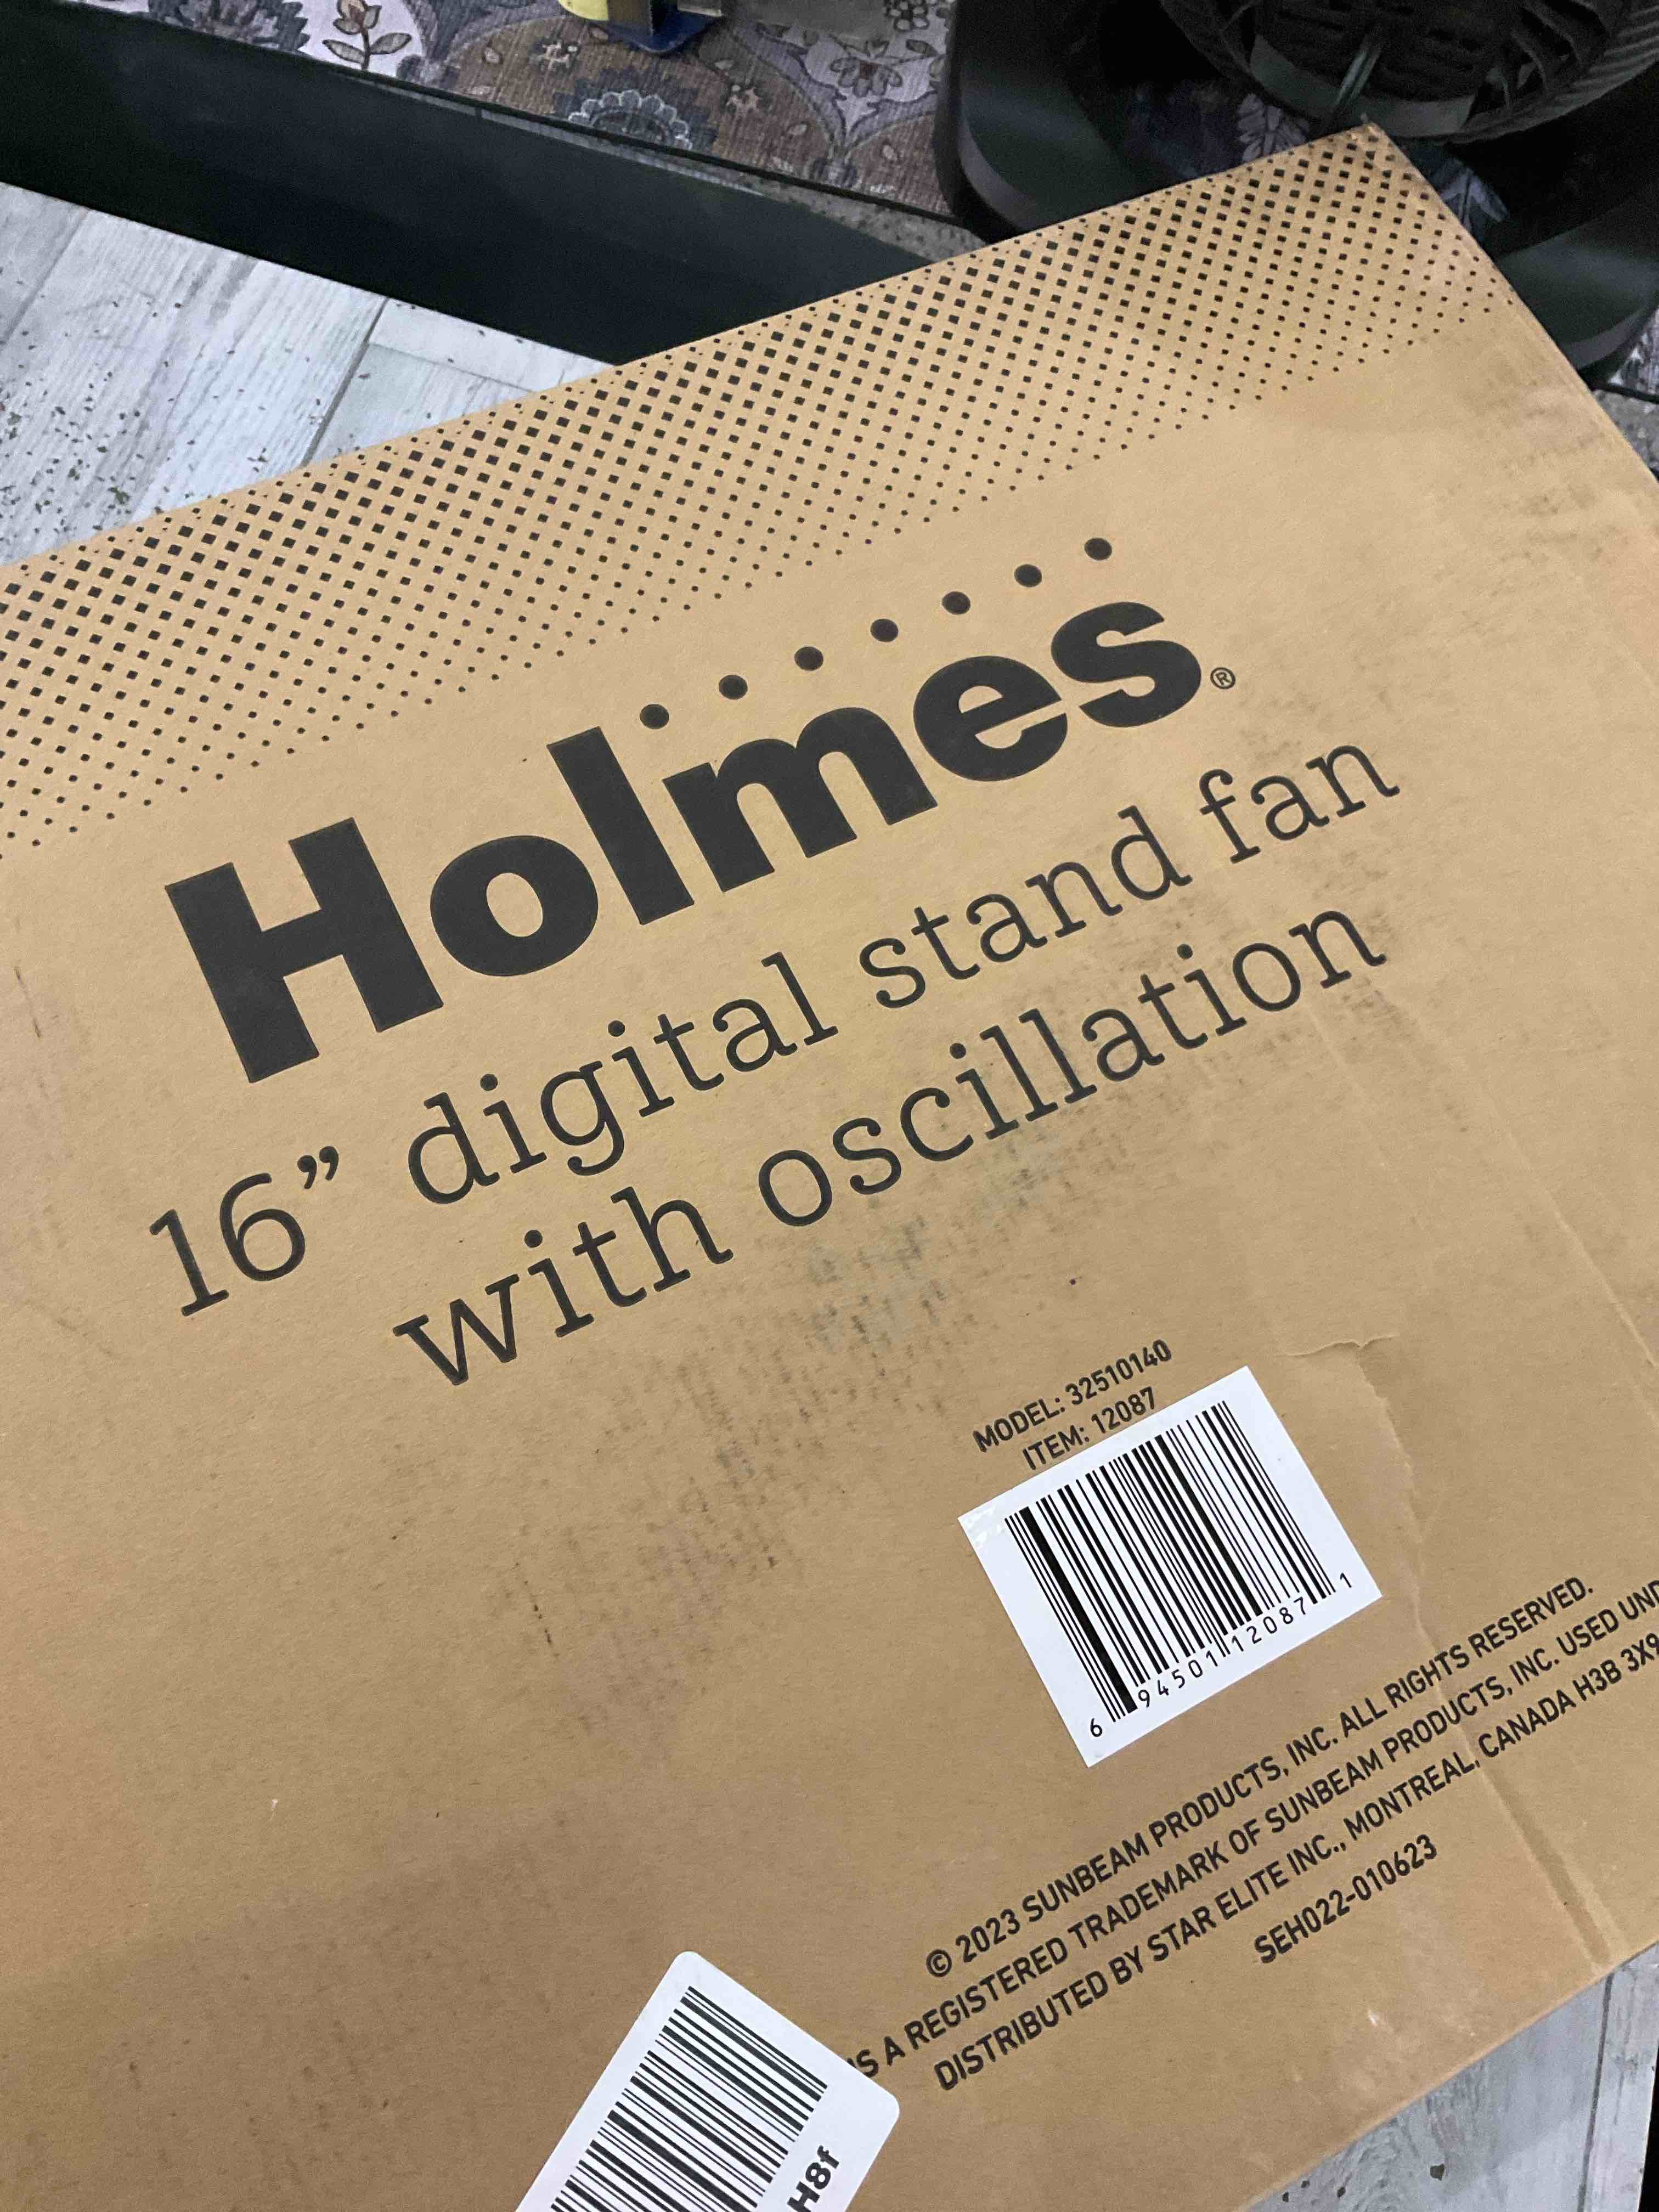 Holmes®
16” digital stand fan
with oscillation
MODEL: 32510140
ITEM: 12087
6 94501 12087 1
© 2023 SUNBEAM PRODUCTS, INC. ALL RIGHTS RESERVED.
IS A REGISTERED TRADEMARK OF SUNBEAM PRODUCTS, INC. USED UND
DISTRIBUTED BY STAR ELITE INC., MONTREAL, CANADA H3B 3X9
SEH022-010623
H8f